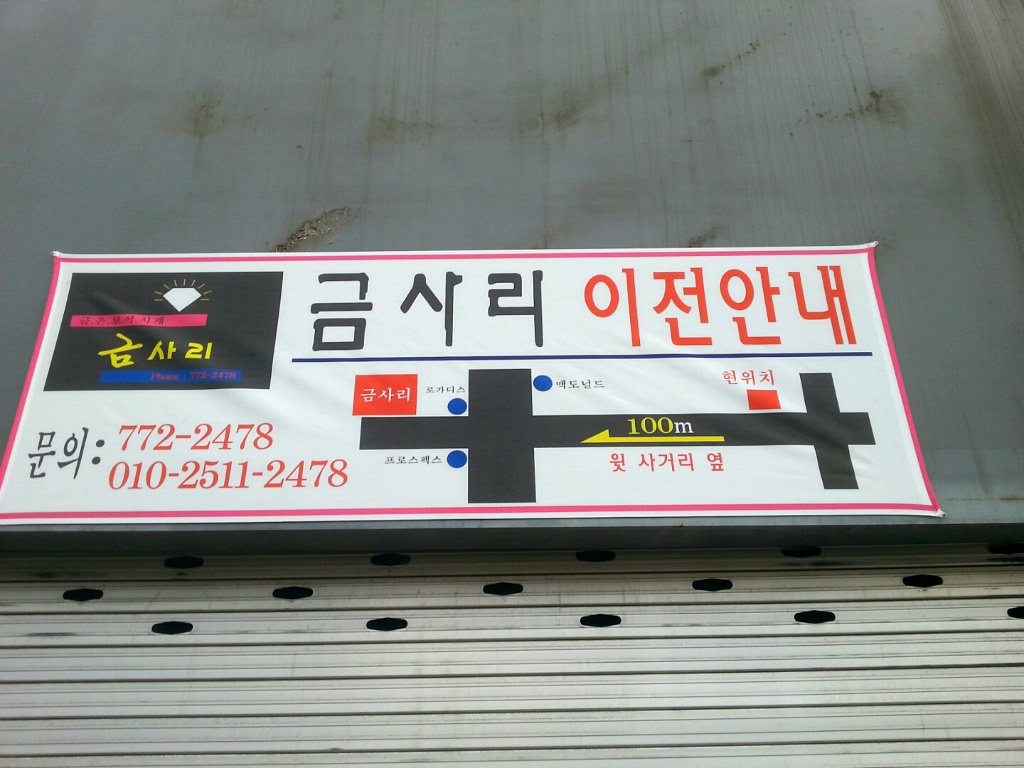 금사리 이전안내
금.은.보석.시계
금사리
Phone : 772-2478
문의: 772-2478
010-2511-2478
금사리
로가디스
맥도널드
프로스펙스
100m
윗 사거리 옆
현위치